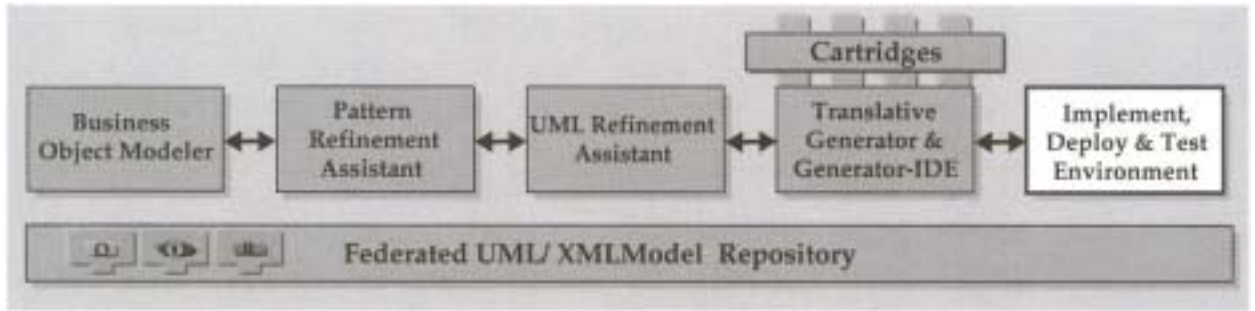 Cartridges
Business
Object Modeler
Pattern
Refinement
Assistant
UML Refinement
Assistant
Translative
Generator &
Generator-IDE
Implement,
Deploy & Test
Environment
Federated UML/ XMLModel Repository